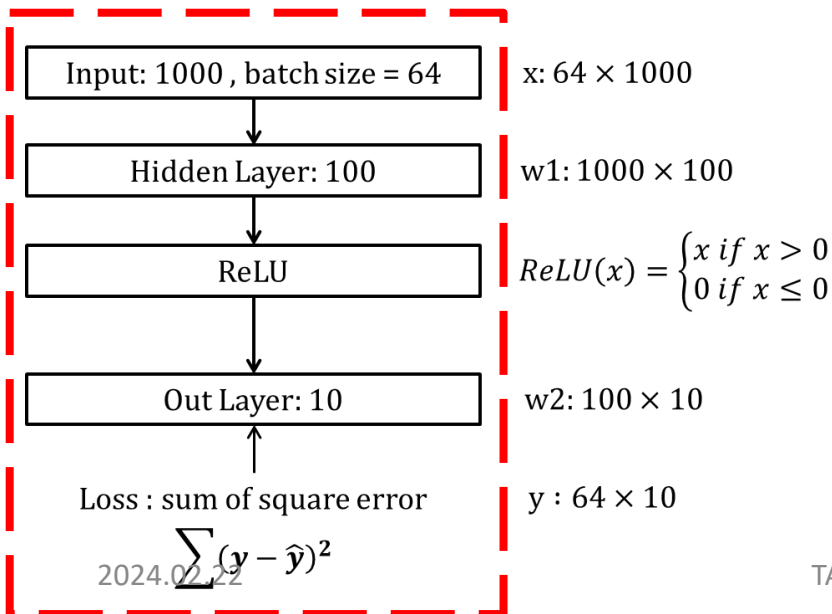 Input: 1000 , batch size = 64
x: 64 × 1000
Hidden Layer: 100
w1: 1000 × 100
ReLU
ReLU(x) = {x if x > 0
0 if x ≤ 0
Out Layer: 10
w2: 100 × 10
Loss : sum of square error
y : 64 × 10
∑(y − ŷ)²
2024.02.22
TA